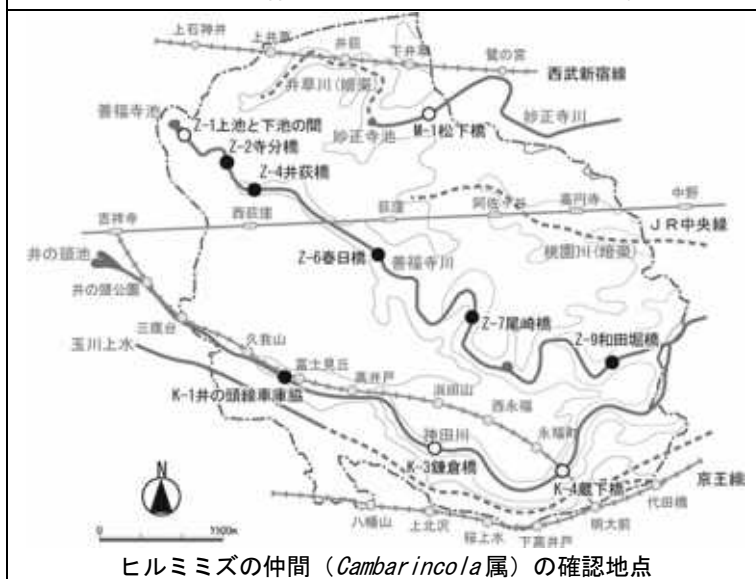 上石神井
上井草
井荻
下井草
鷺の宮
西武新宿線
井草川(暗渠)
善福寺池
Z-1上池と下池の間
妙正寺池
M-1松下橋
妙正寺川
Z-2寺分橋
Z-4井荻橋
吉祥寺
西荻窪
荻窪
阿佐ヶ谷
高円寺
中野
JR中央線
井の頭池
Z-6春日橋
善福寺川
桃園川(暗渠)
井の頭公園
三鷹台
玉川上水
久我山
Z-7尾崎橋
Z-9和田堀橋
富士見丘
高井戸
浜田山
K-1井の頭線車庫脇
西永福
永福町
神田川
K-3鎌倉橋
K-4蔵下橋
京王線
N
代田橋
0
1500m
八幡山
上北沢
桜上水
下高井戸
明大前
ヒルミミズの仲間(Cambarincola属)の確認地点